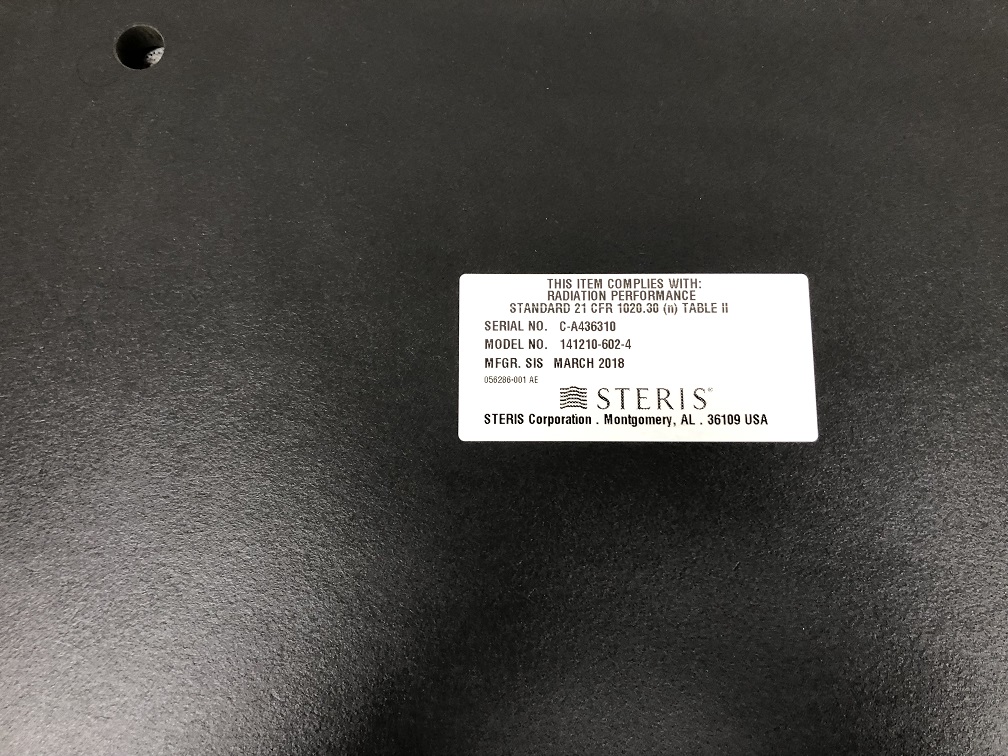 THIS ITEM COMPLIES WITH:
RADIATION PERFORMANCE
STANDARD 21 CFR 1020.30 (n) TABLE II
SERIAL NO. C-A436310
MODEL NO. 141210-602-4
MFGR. SIS MARCH 2018
056286-001 AE
STERIS®
STERIS Corporation . Montgomery, AL . 36109 USA